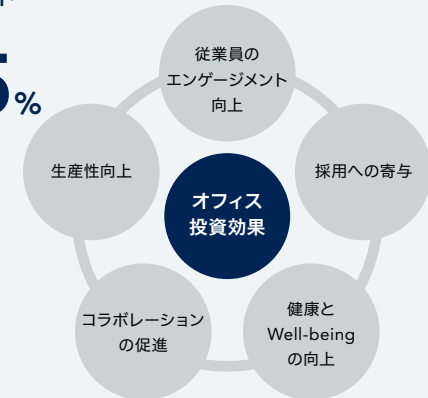 %
従業員の
エンゲージメント
向上
生産性向上
オフィス
投資効果
採用への寄与
コラボレーション
の促進
健康と
Well-being
の向上